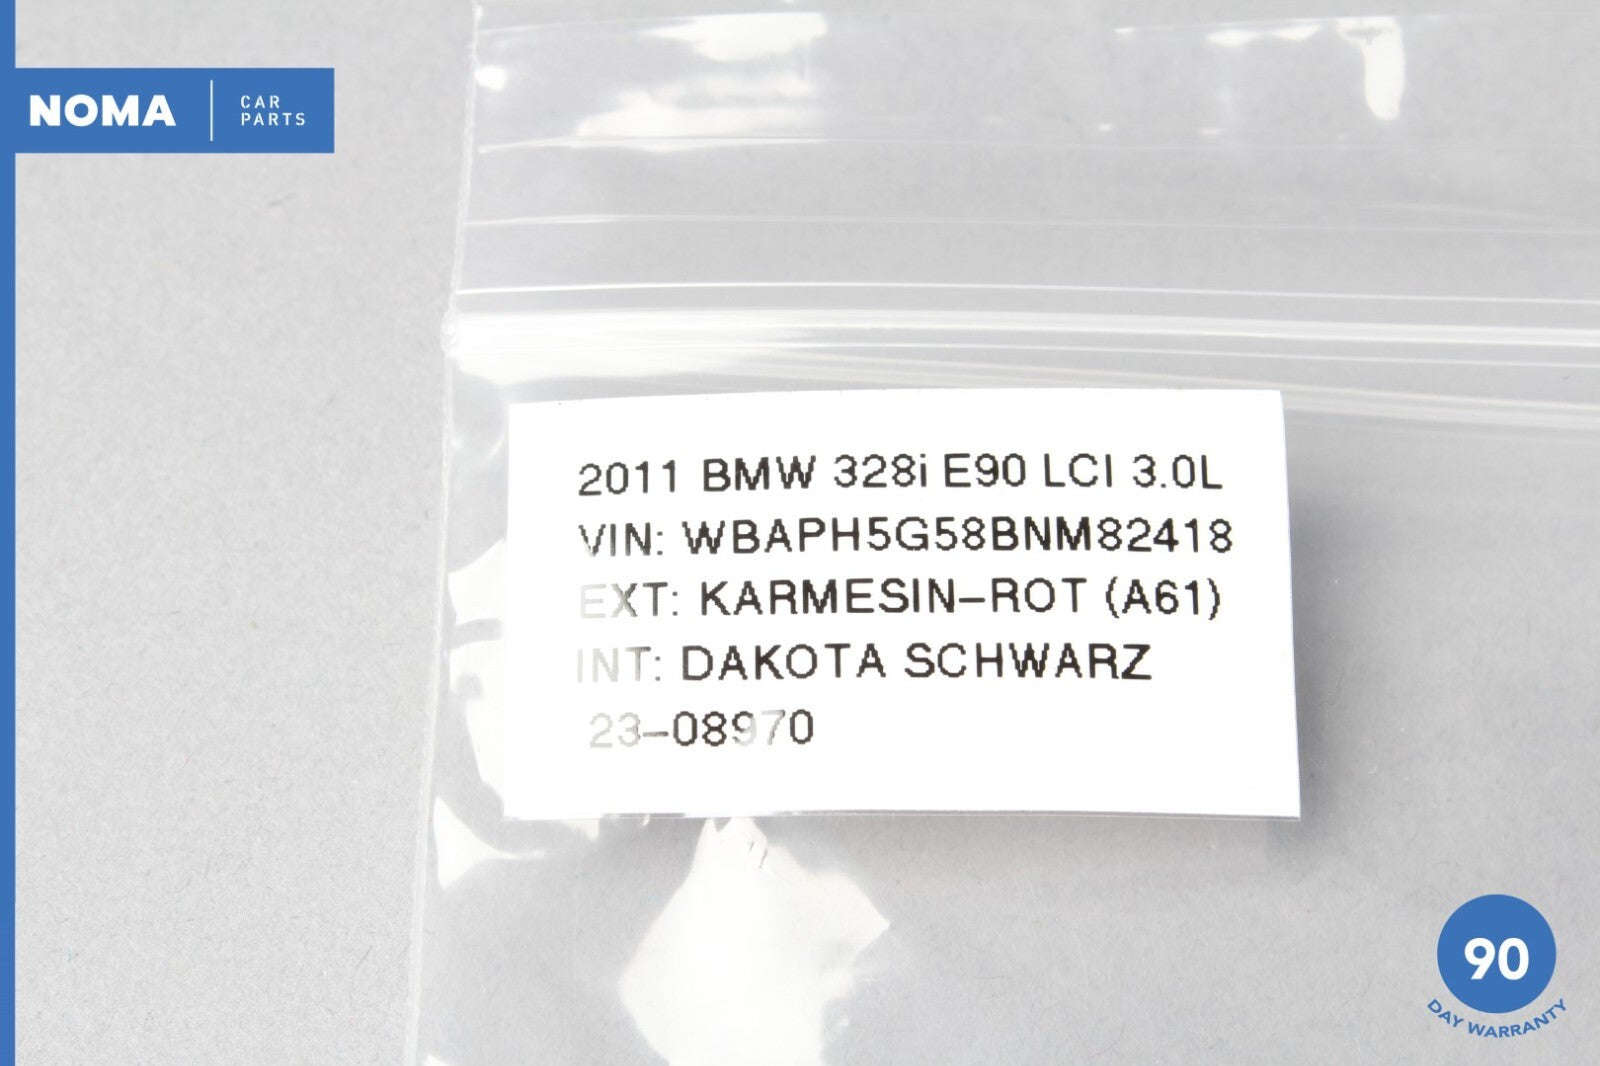 NOMA
CAR
PARTS
2011 BMW 328i E90 LCI 3.0L
VIN: WBAPH5G58BNM82418
EXT: KARMESIN-ROT (A61)
INT: DAKOTA SCHWARZ
23-08970
90
DAY WARRANTY